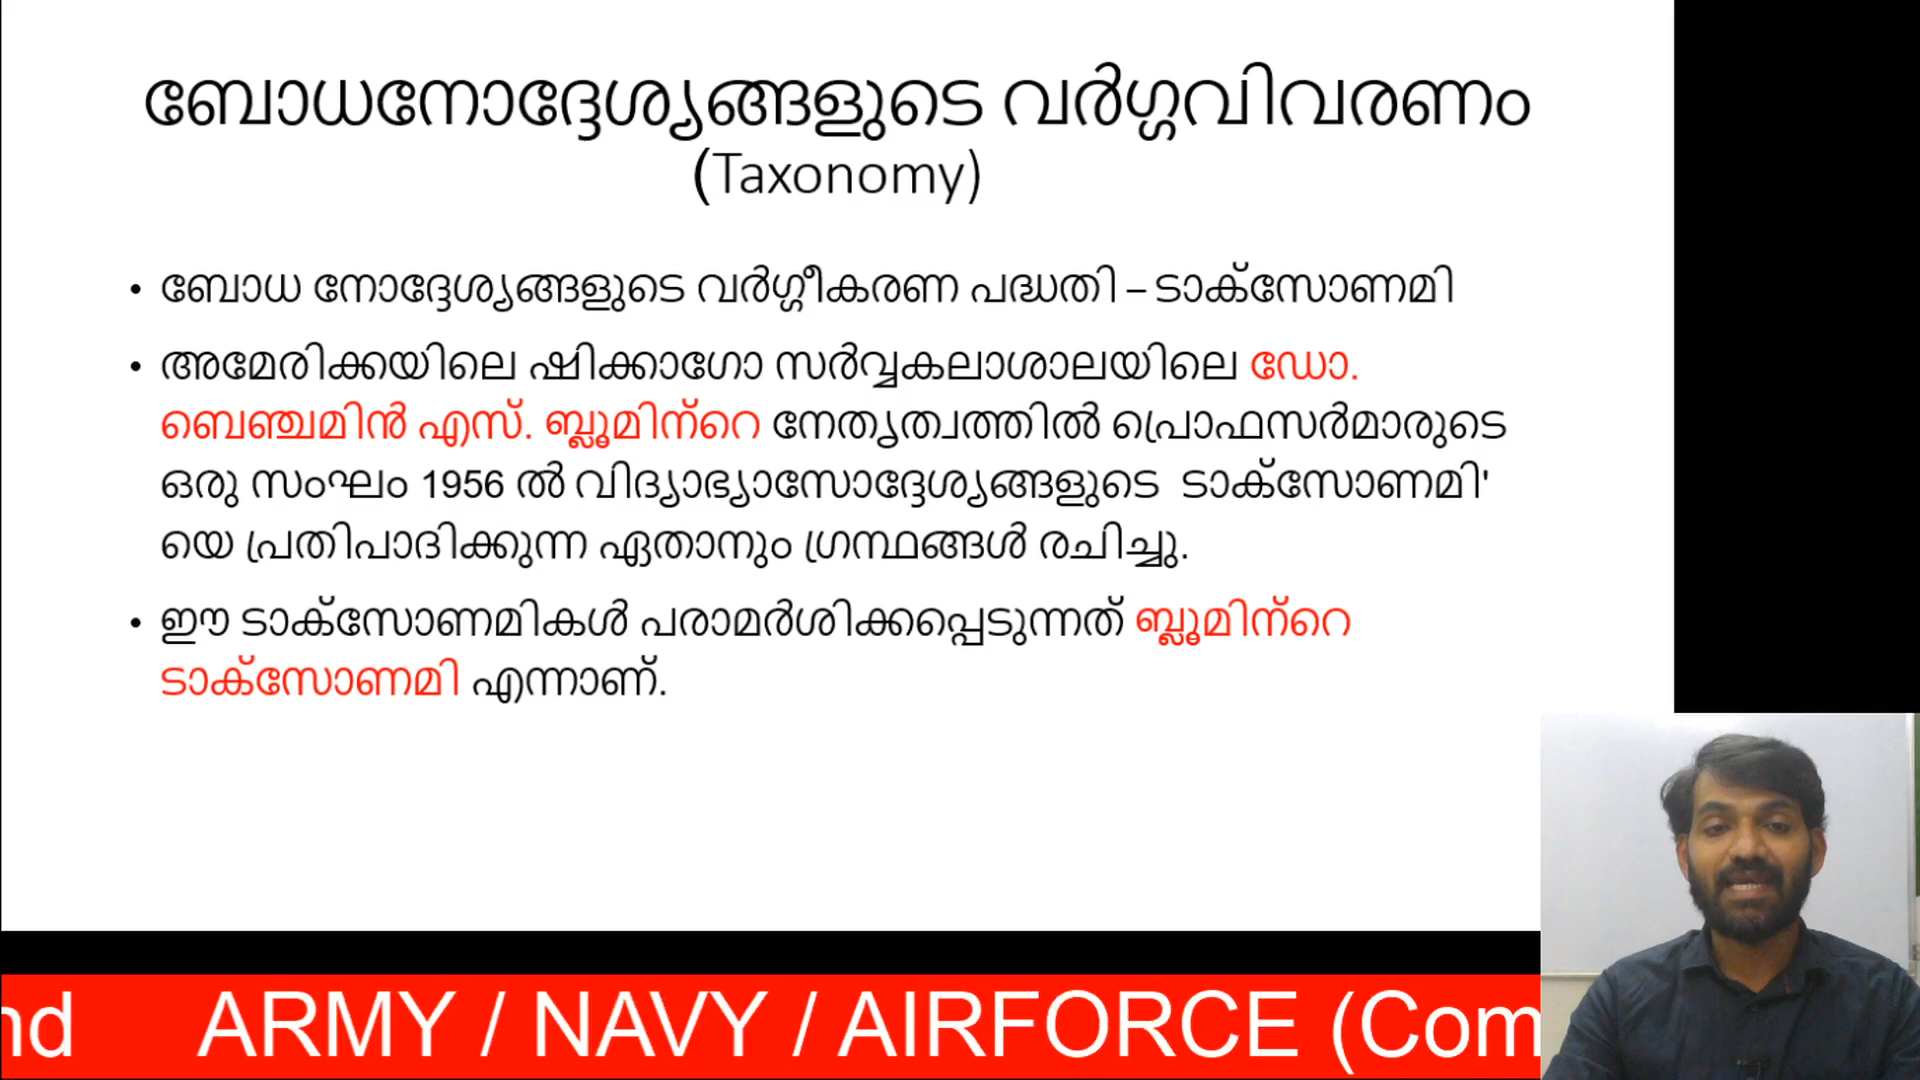 ബോധനോദ്ദേശ്യങ്ങളുടെ വർഗ്ഗവിവരണം
(Taxonomy)
• ബോധ നോദ്ദേശ്യങ്ങളുടെ വർഗ്ഗീകരണ പദ്ധതി – ടാക്സോണമി
• അമേരിക്കയിലെ ഷിക്കാഗോ സർവ്വകലാശാലയിലെ ഡോ.
ബെഞ്ചമിൻ എസ്. ബ്ലൂമിന്റെ നേതൃത്വത്തിൽ പ്രൊഫസർമാരുടെ
ഒരു സംഘം 1956 ൽ വിദ്യാഭ്യാസോദ്ദേശ്യങ്ങളുടെ ടാക്സോണമി'
യെ പ്രതിപാദിക്കുന്ന ഏതാനും ഗ്രന്ഥങ്ങൾ രചിച്ചു.
• ഈ ടാക്സോണമികൾ പരാമർശിക്കപ്പെടുന്നത് ബ്ലൂമിന്റെ
ടാക്സോണമി എന്നാണ്.
nd ARMY / NAVY / AIRFORCE (Com